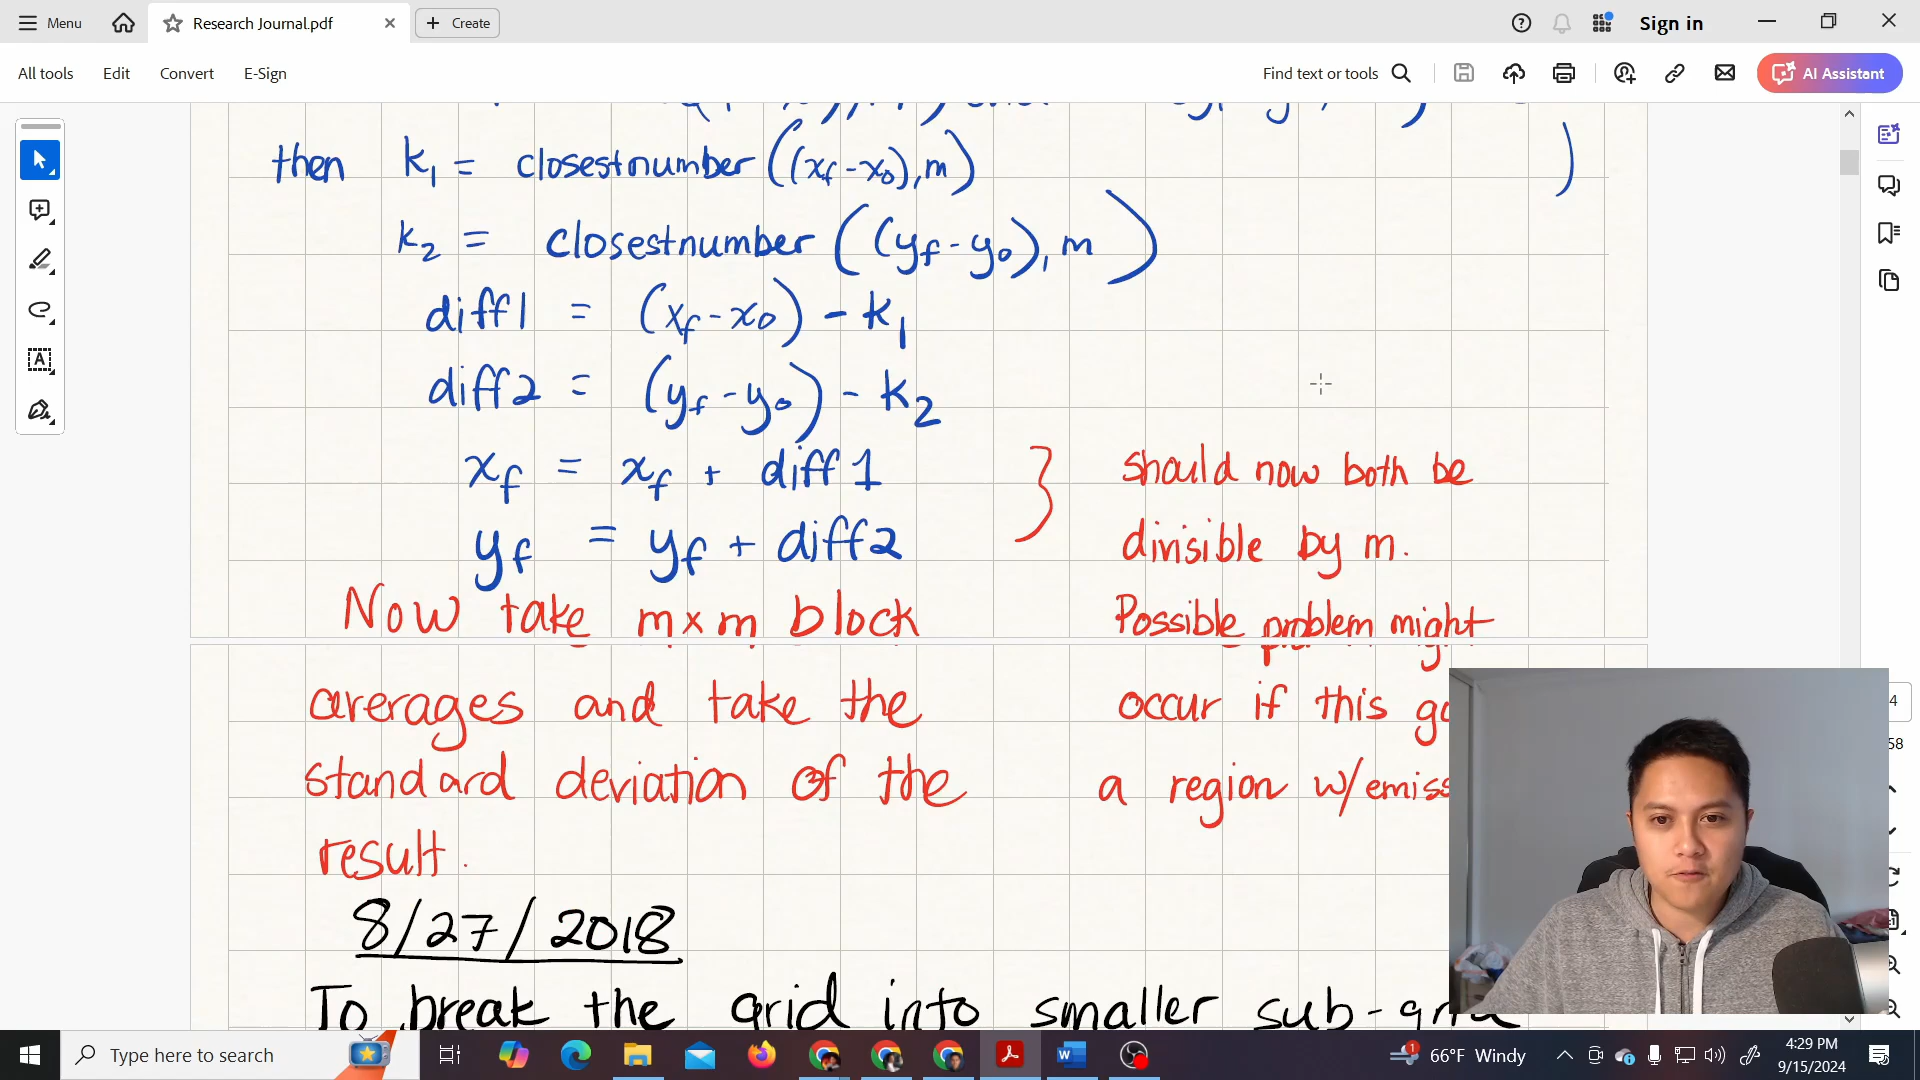 Menu
Research Journal.pdf
Create
Sign in
All tools Edit Convert E-Sign
Find text or tools
AI Assistant
then k₁ = closestnumber((x_f - x₀), m) )
k₂ = closestnumber((y_f - y₀), m)
diff1 = (x_f - x₀) - k₁
diff2 = (y_f - y₀) - k₂
x_f = x_f + diff1
y_f = y_f + diff2
} should now both be
divisible by m.
Now take m x m block
averages and take the
standard deviation of the
result.
Possible problem might
occur if this
a region w/
8/27/2018
To break the grid into smaller sub-grid
4
58
Type here to search
1
66°F Windy
4:29 PM
9/15/2024